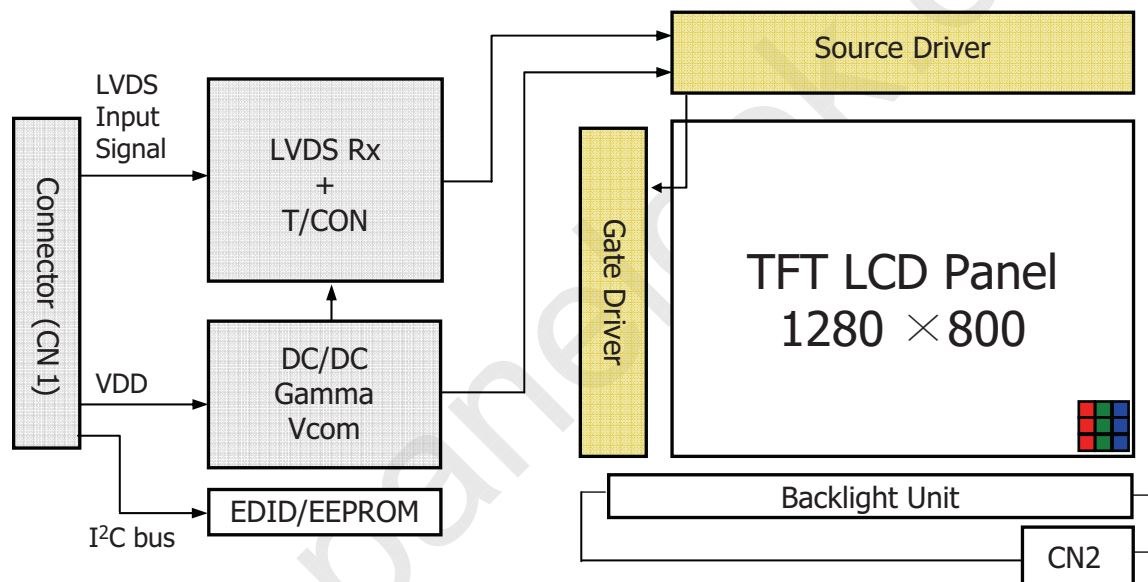 LVDS
Input
Signal
Connector (CN 1)
LVDS Rx
+
T/CON
VDD
DC/DC
Gamma
Vcom
I²C bus
EDID/EEPROM
Source Driver
Gate Driver
TFT LCD Panel
1280 ×800
Backlight Unit
CN2